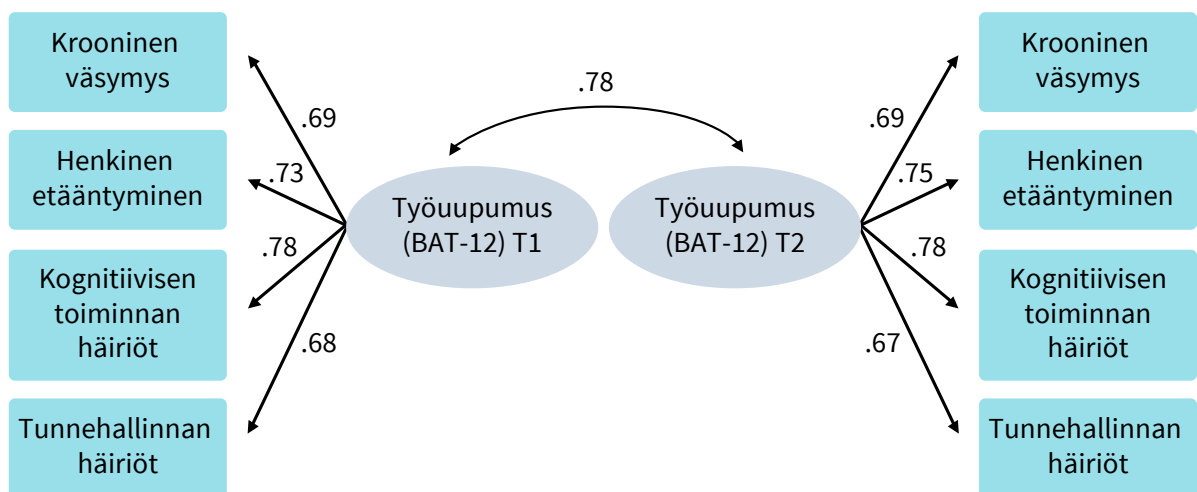 Krooninen
väsymys
Henkinen
etääntyminen
Kognitiivisen
toiminnan
häiriöt
Tunnehallinnan
häiriöt
.69
.73
.78
.68
Työuupumus
(BAT-12) T1
.78
Työuupumus
(BAT-12) T2
.69
.75
.78
.67
Krooninen
väsymys
Henkinen
etääntyminen
Kognitiivisen
toiminnan
häiriöt
Tunnehallinnan
häiriöt